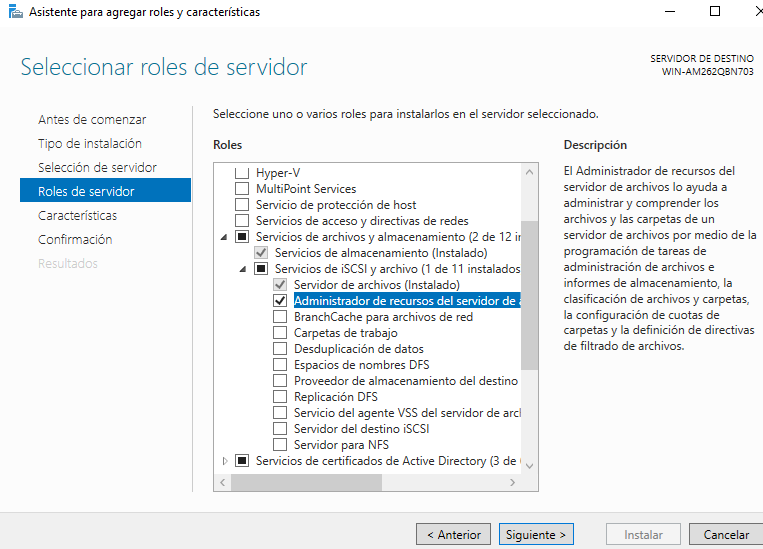 Asistente para agregar roles y características
Seleccionar roles de servidor
SERVIDOR DE DESTINO
WIN-AM262QBN703
Antes de comenzar
Tipo de instalación
Selección de servidor
Roles de servidor
Características
Confirmación
Resultados
Seleccione uno o varios roles para instalarlos en el servidor seleccionado.
Roles
Hyper-V
MultiPoint Services
Servicio de protección de host
Servicios de acceso y directivas de redes
Servicios de archivos y almacenamiento (2 de 12 in
Servicios de almacenamiento (Instalado)
Servicios de iSCSI y archivo (1 de 11 instalados
Servidor de archivos (Instalado)
Administrador de recursos del servidor de a
BranchCache para archivos de red
Carpetas de trabajo
Desduplicación de datos
Espacios de nombres DFS
Proveedor de almacenamiento del destino
Replicación DFS
Servicio del agente VSS del servidor de arc
Servidor del destino iSCSI
Servidor para NFS
Servicios de certificados de Active Directory (3 de 
Descripción
El Administrador de recursos del
servidor de archivos lo ayuda a
administrar y comprender los
archivos y las carpetas de un
servidor de archivos por medio de la
programación de tareas de
administración de archivos e
informes de almacenamiento, la
clasificación de archivos y carpetas,
la configuración de cuotas de
carpetas y la definición de directivas
de filtrado de archivos.
< Anterior
Siguiente >
Instalar
Cancelar